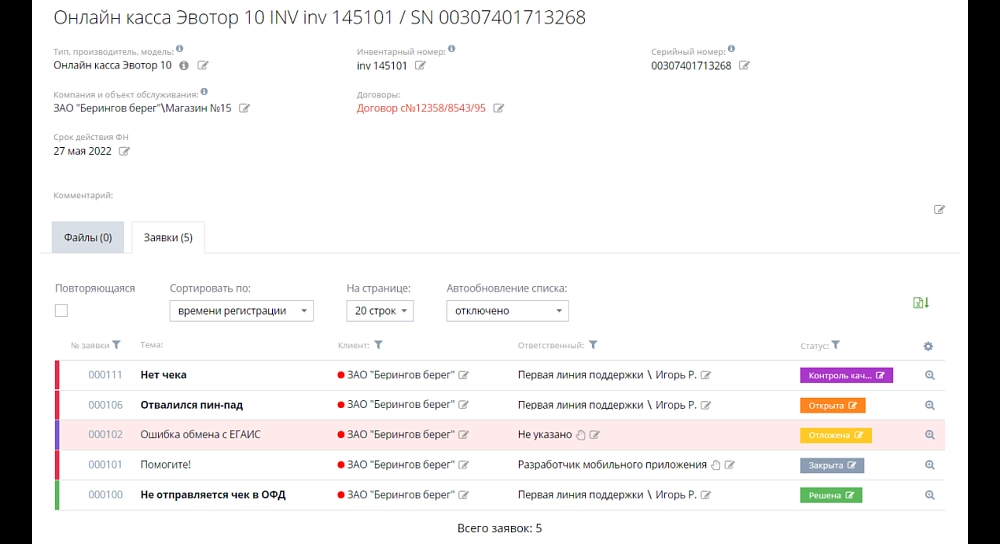 Онлайн касса Эвотор 10 INV inv 145101 / SN 00307401713268
Тип, производитель, модель: Инвентарный номер: Серийный номер:
Онлайн касса Эвотор 10 inv 145101 00307401713268
Компания и объект обслуживания: Договоры:
ЗАО "Берингов берег"\Магазин №15 Договор с№12358/8543/95
Срок действия ФН
27 мая 2022
Комментарий:
Файлы (0) Заявки (5)
Повторяющаяся Сортировать по: На странице: Автообновление списка:
времени регистрации 20 строк отключено
№ заявки Тема: Клиент: Ответственный: Статус:
000111 Нет чека ЗАО "Берингов берег" Первая линия поддержки \ Игорь Р. Контроль кач...
000106 Отвалился пин-пад ЗАО "Берингов берег" Первая линия поддержки \ Игорь Р. Открыта
000102 Ошибка обмена с ЕГАИС ЗАО "Берингов берег" Не указано Отложена
000101 Помогите! ЗАО "Берингов берег" Разработчик мобильного приложения Закрыта
000100 Не отправляется чек в ОФД ЗАО "Берингов берег" Первая линия поддержки \ Игорь Р. Решена
Всего заявок: 5